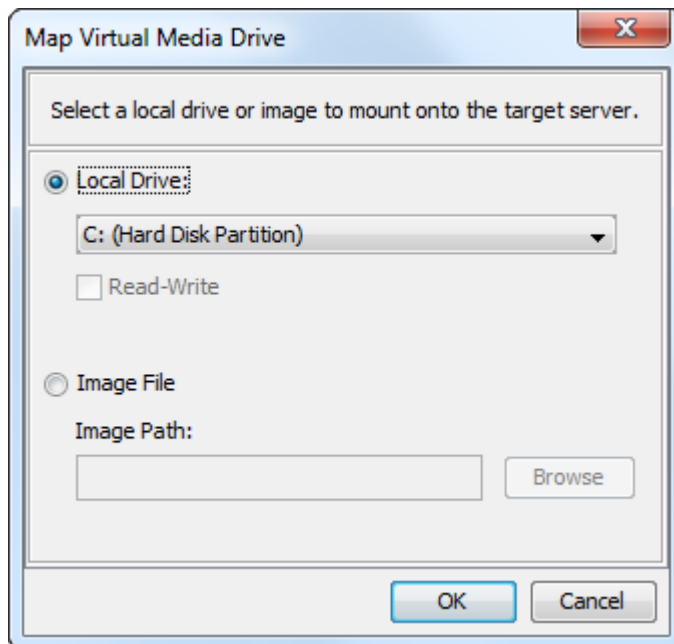 Map Virtual Media Drive
Select a local drive or image to mount onto the target server.
Local Drive:
C: (Hard Disk Partition)
Read-Write
Image File
Image Path:
Browse
OK
Cancel